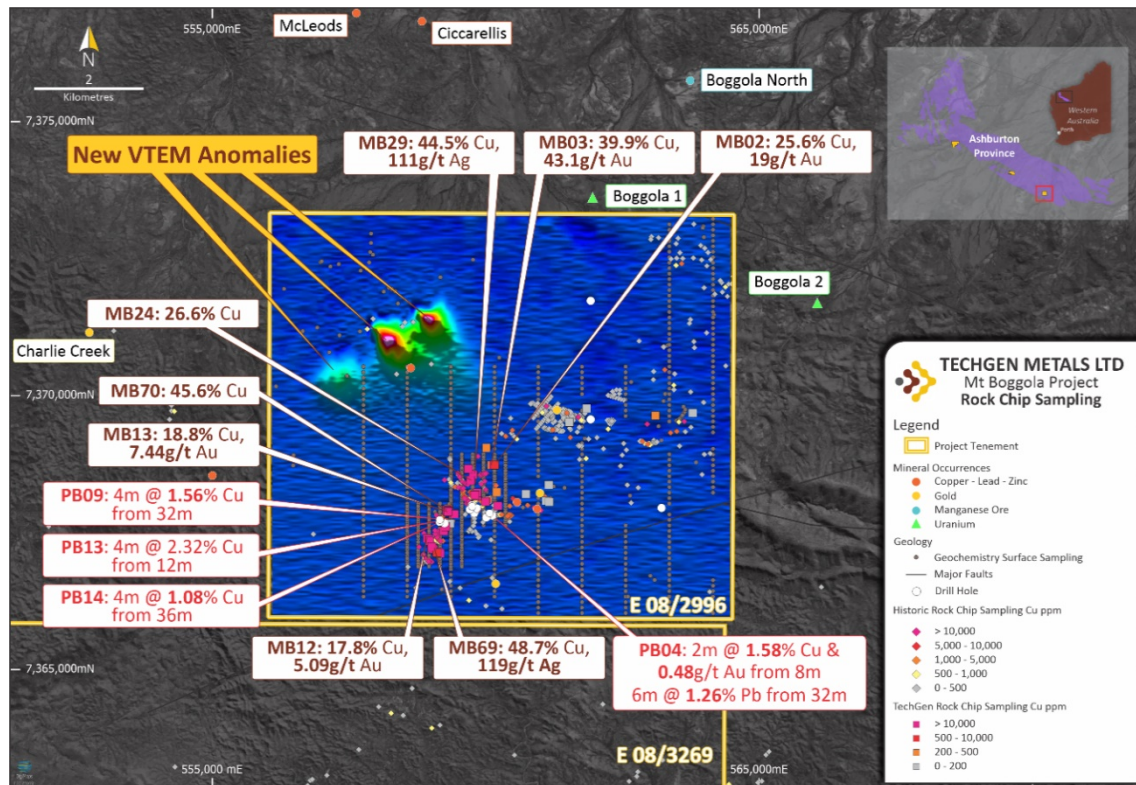 555,000mE
565,000mE
McLeods
Ciccarellis
Boggola North
N
2
Kilometres
7,375,000mN
Western
Australia
Perth
Ashburton
Province
New VTEM Anomalies
MB29: 44.5% Cu,
111g/t Ag
MB03: 39.9% Cu,
43.1g/t Au
MB02: 25.6% Cu,
19g/t Au
Boggola 1
Boggola 2
MB24: 26.6% Cu
Charlie Creek
7,370,000mN
MB70: 45.6% Cu
MB13: 18.8% Cu,
7.44g/t Au
PB09: 4m @ 1.56% Cu
from 32m
PB13: 4m @ 2.32% Cu
from 12m
PB14: 4m @ 1.08% Cu
from 36m
E 08/2996
MB12: 17.8% Cu,
5.09g/t Au
MB69: 48.7% Cu,
119g/t Ag
PB04: 2m @ 1.58% Cu &
0.48g/t Au from 8m
6m @ 1.26% Pb from 32m
7,365,000mN
E 08/3269
555,000 mE
565,000mE
TECHGEN METALS LTD
Mt Boggola Project
Rock Chip Sampling
Legend
Project Tenement
Mineral Occurrences
Copper - Lead - Zinc
Gold
Manganese Ore
Uranium
Geology
Geochemistry Surface Sampling
Major Faults
Drill Hole
Historic Rock Chip Sampling Cu ppm
> 10,000
5,000 - 10,000
1,000 - 5,000
500 - 1,000
0 - 500
TechGen Rock Chip Sampling Cu ppm
> 10,000
500 - 10,000
200 - 500
0 - 200